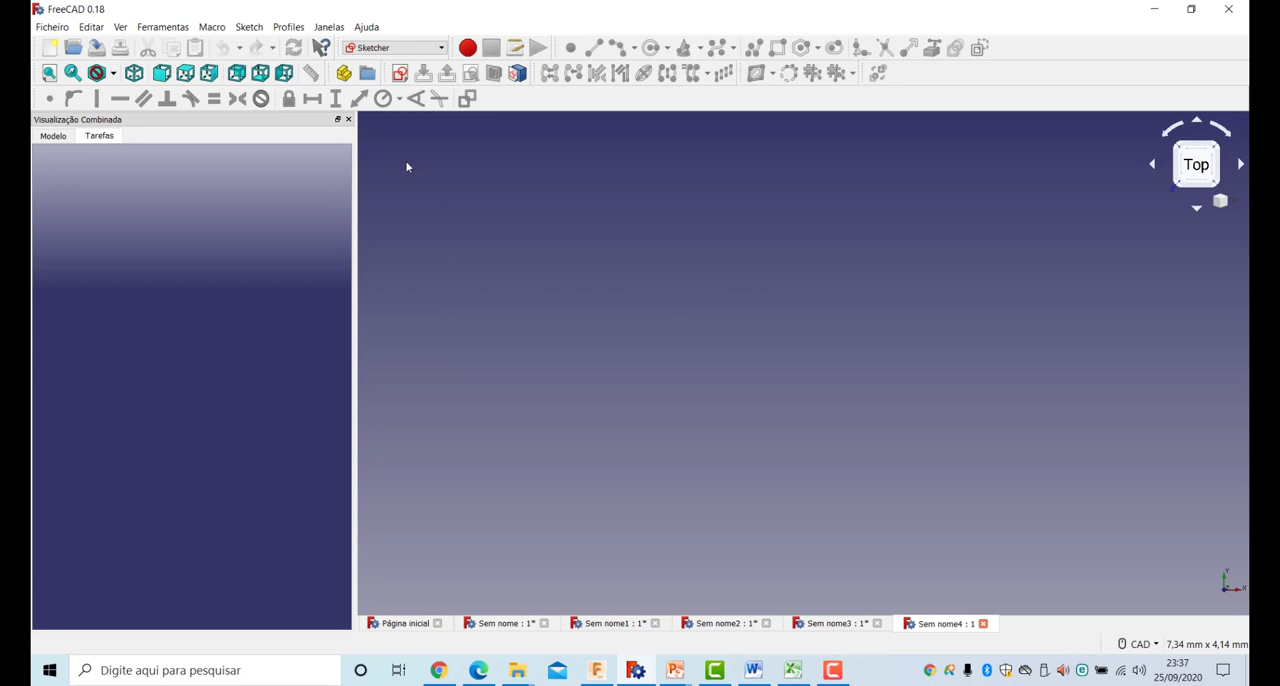 FreeCAD 0.18
Ficheiro Editar Ver Ferramentas Macro Sketch Profiles Janelas Ajuda
Sketcher
Visualização Combinada
Modelo Tarefas
Top
Y
X
Z
Página inicial Sem nome : 1* Sem nome1 : 1* Sem nome2 : 1* Sem nome3 : 1* Sem nome4 : 1
CAD 7,34 mm x 4,14 mm
Digite aqui para pesquisar
23:37
25/09/2020